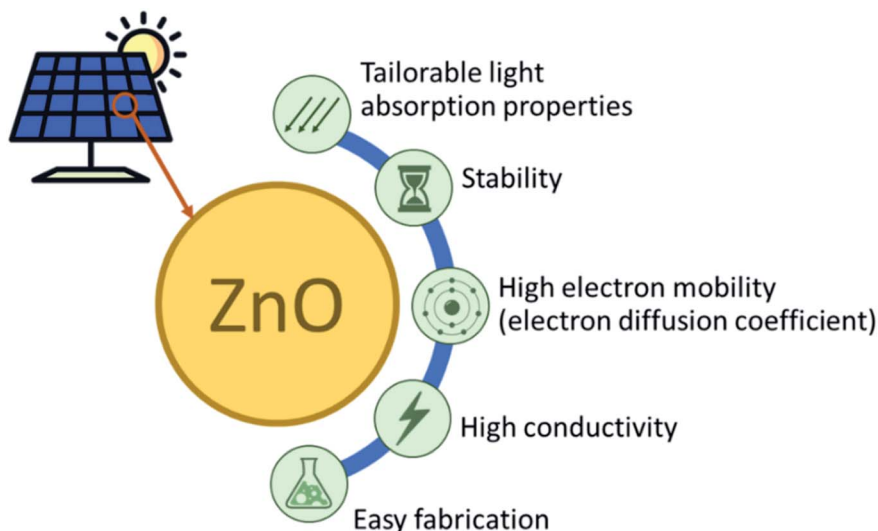 Tailorable light
absorption properties
Stability
ZnO
High electron mobility
(electron diffusion coefficient)
High conductivity
Easy fabrication